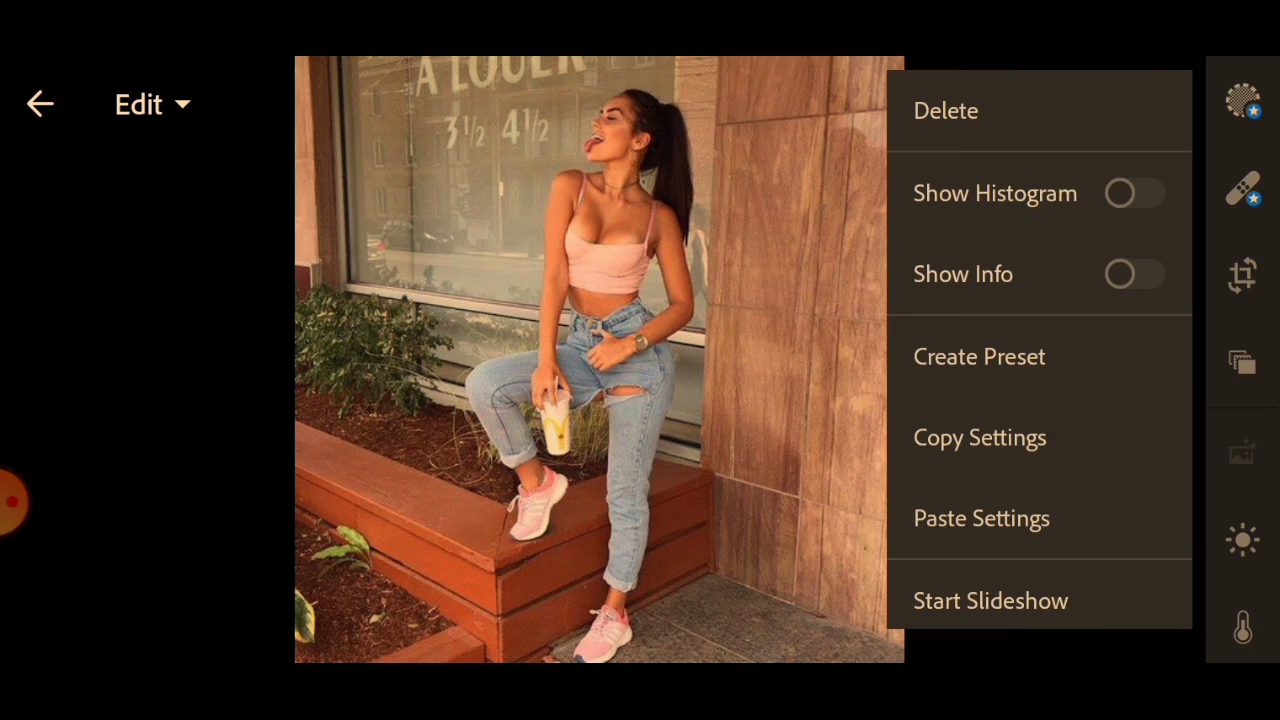 Edit
A LOUER
3½ 4½
Delete
Show Histogram
Show Info
Create Preset
Copy Settings
Paste Settings
Start Slideshow